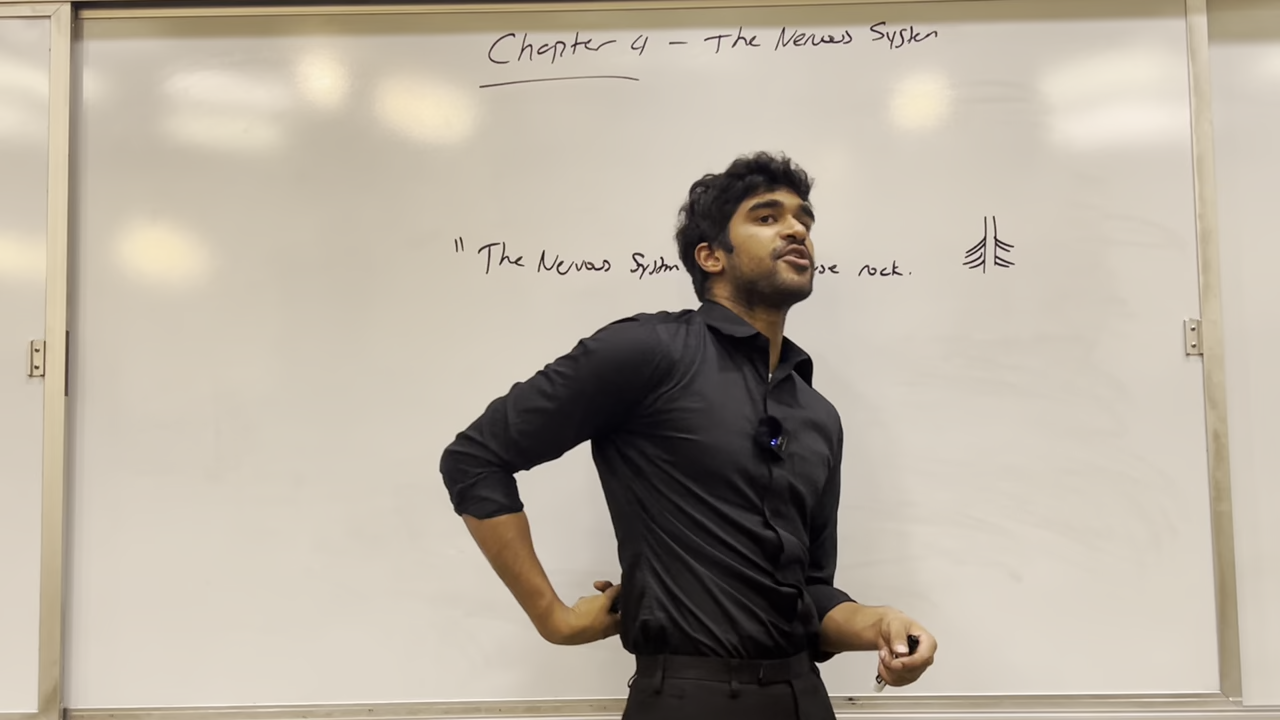 Chapter 4 - The Nervous System
" The Nervous System rock.